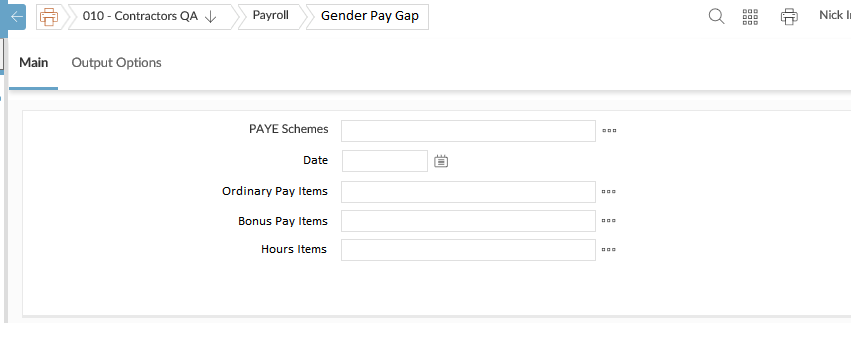 010 - Contractors QA
Payroll
Gender Pay Gap
Main
Output Options
PAYE Schemes
Date
Ordinary Pay Items
Bonus Pay Items
Hours Items